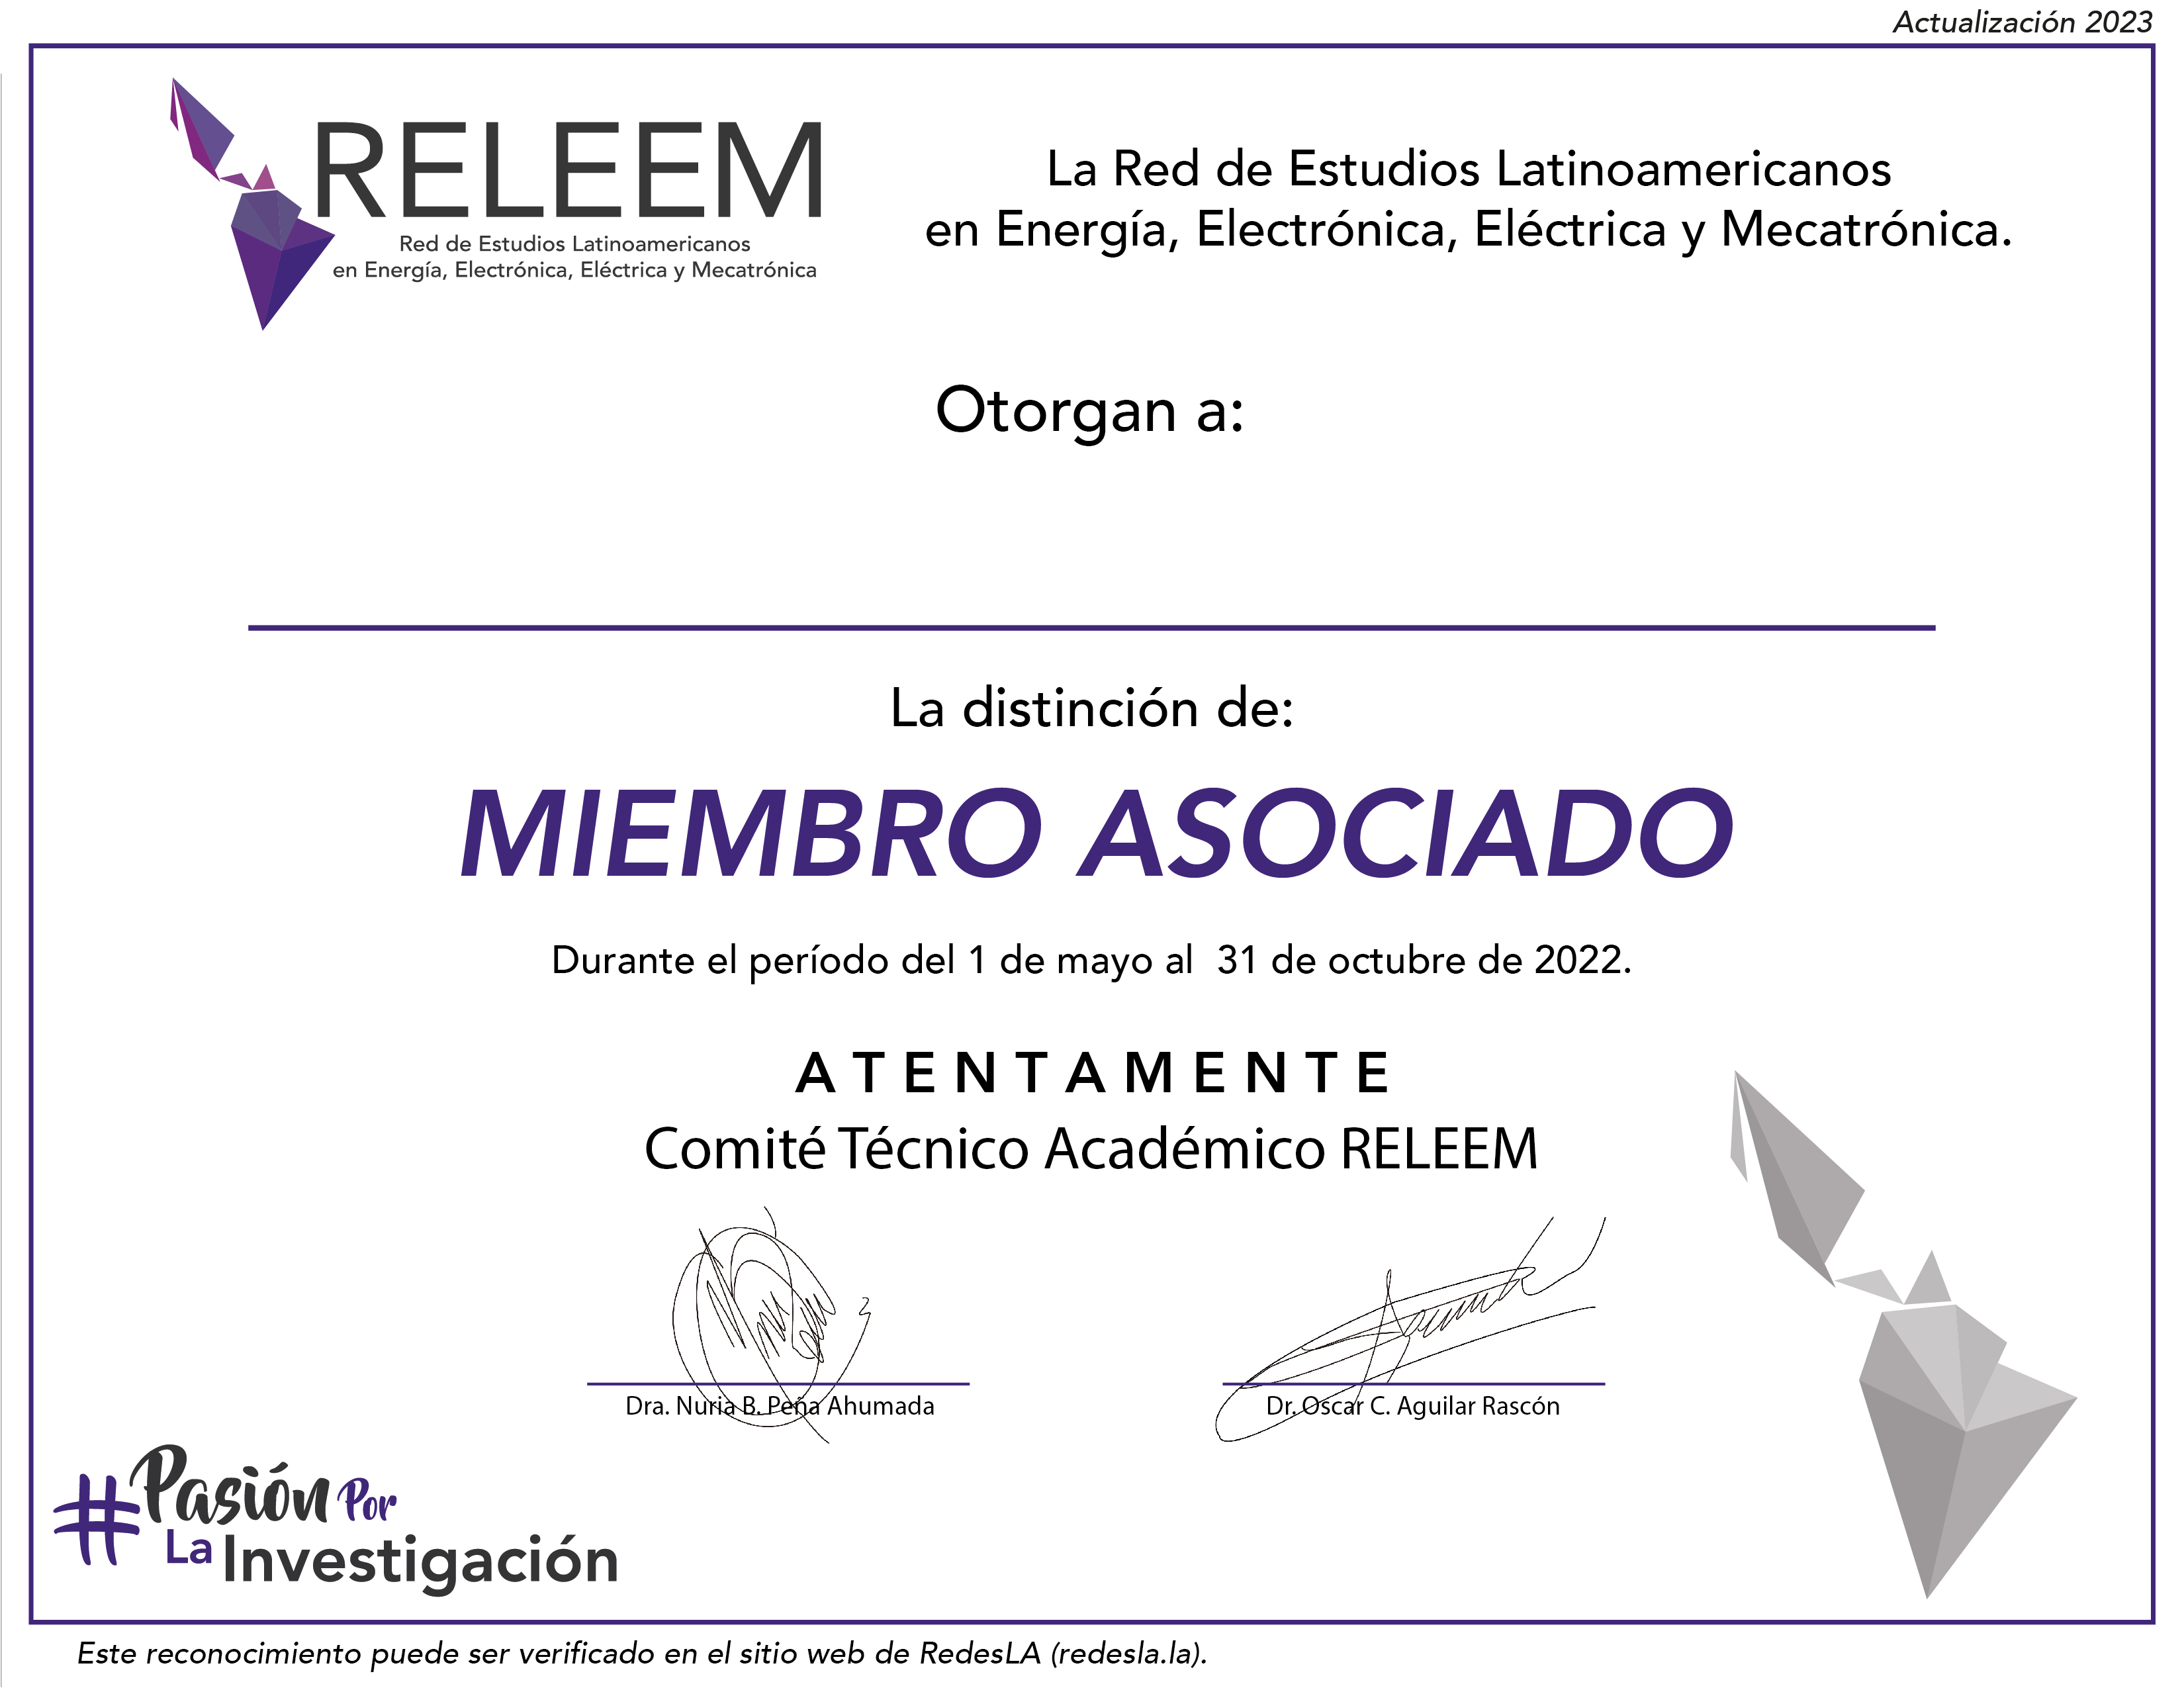 Actualización 2023
RELEEM
Red de Estudios Latinoamericanos
en Energía, Electrónica, Eléctrica y Mecatrónica
La Red de Estudios Latinoamericanos
en Energía, Electrónica, Eléctrica y Mecatrónica.
Otorgan a:
La distinción de:
MIEMBRO ASOCIADO
Durante el período del 1 de mayo al  31 de octubre de 2022.
ATENTAMENTE
Comité Técnico Académico RELEEM
Dra. Nuria B. Peña Ahumada
Dr. Oscar C. Aguilar Rascón
#Pasión Por
La Investigación
Este reconocimiento puede ser verificado en el sitio web de RedesLA (redesla.la).